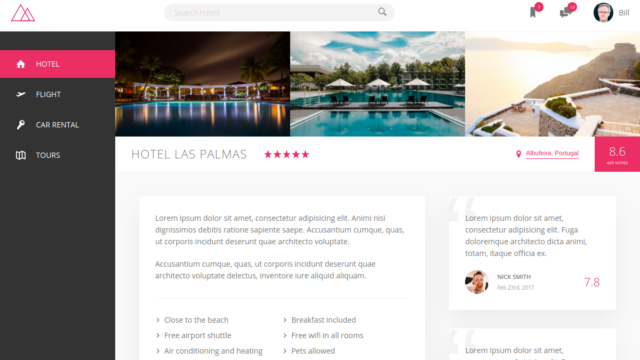 Search hotels
Bill
HOTEL
FLIGHT
CAR RENTAL
TOURS
HOTEL LAS PALMAS
Albufeira, Portugal
8.6
429 VOTES
Lorem ipsum dolor sit amet, consectetur adipisicing elit. Animi nisi
dignissimos debitis ratione sapiente saepe. Accusantium cumque, quas,
ut corporis incidunt deserunt quae architecto voluptate.
Accusantium cumque, quas, ut corporis incidunt deserunt quae
architecto voluptate delectus, inventore iure aliquid aliquam.
Close to the beach
Breakfast included
Free airport shuttle
Free wifi in all rooms
Air conditioning and heating
Pets allowed
Lorem ipsum dolor sit amet,
consectetur adipisicing elit. Fuga
doloremque architecto dicta animi,
totam, itaque officia ex.
NICK SMITH
Feb 23rd, 2017
7.8
Lorem ipsum dolor sit amet,